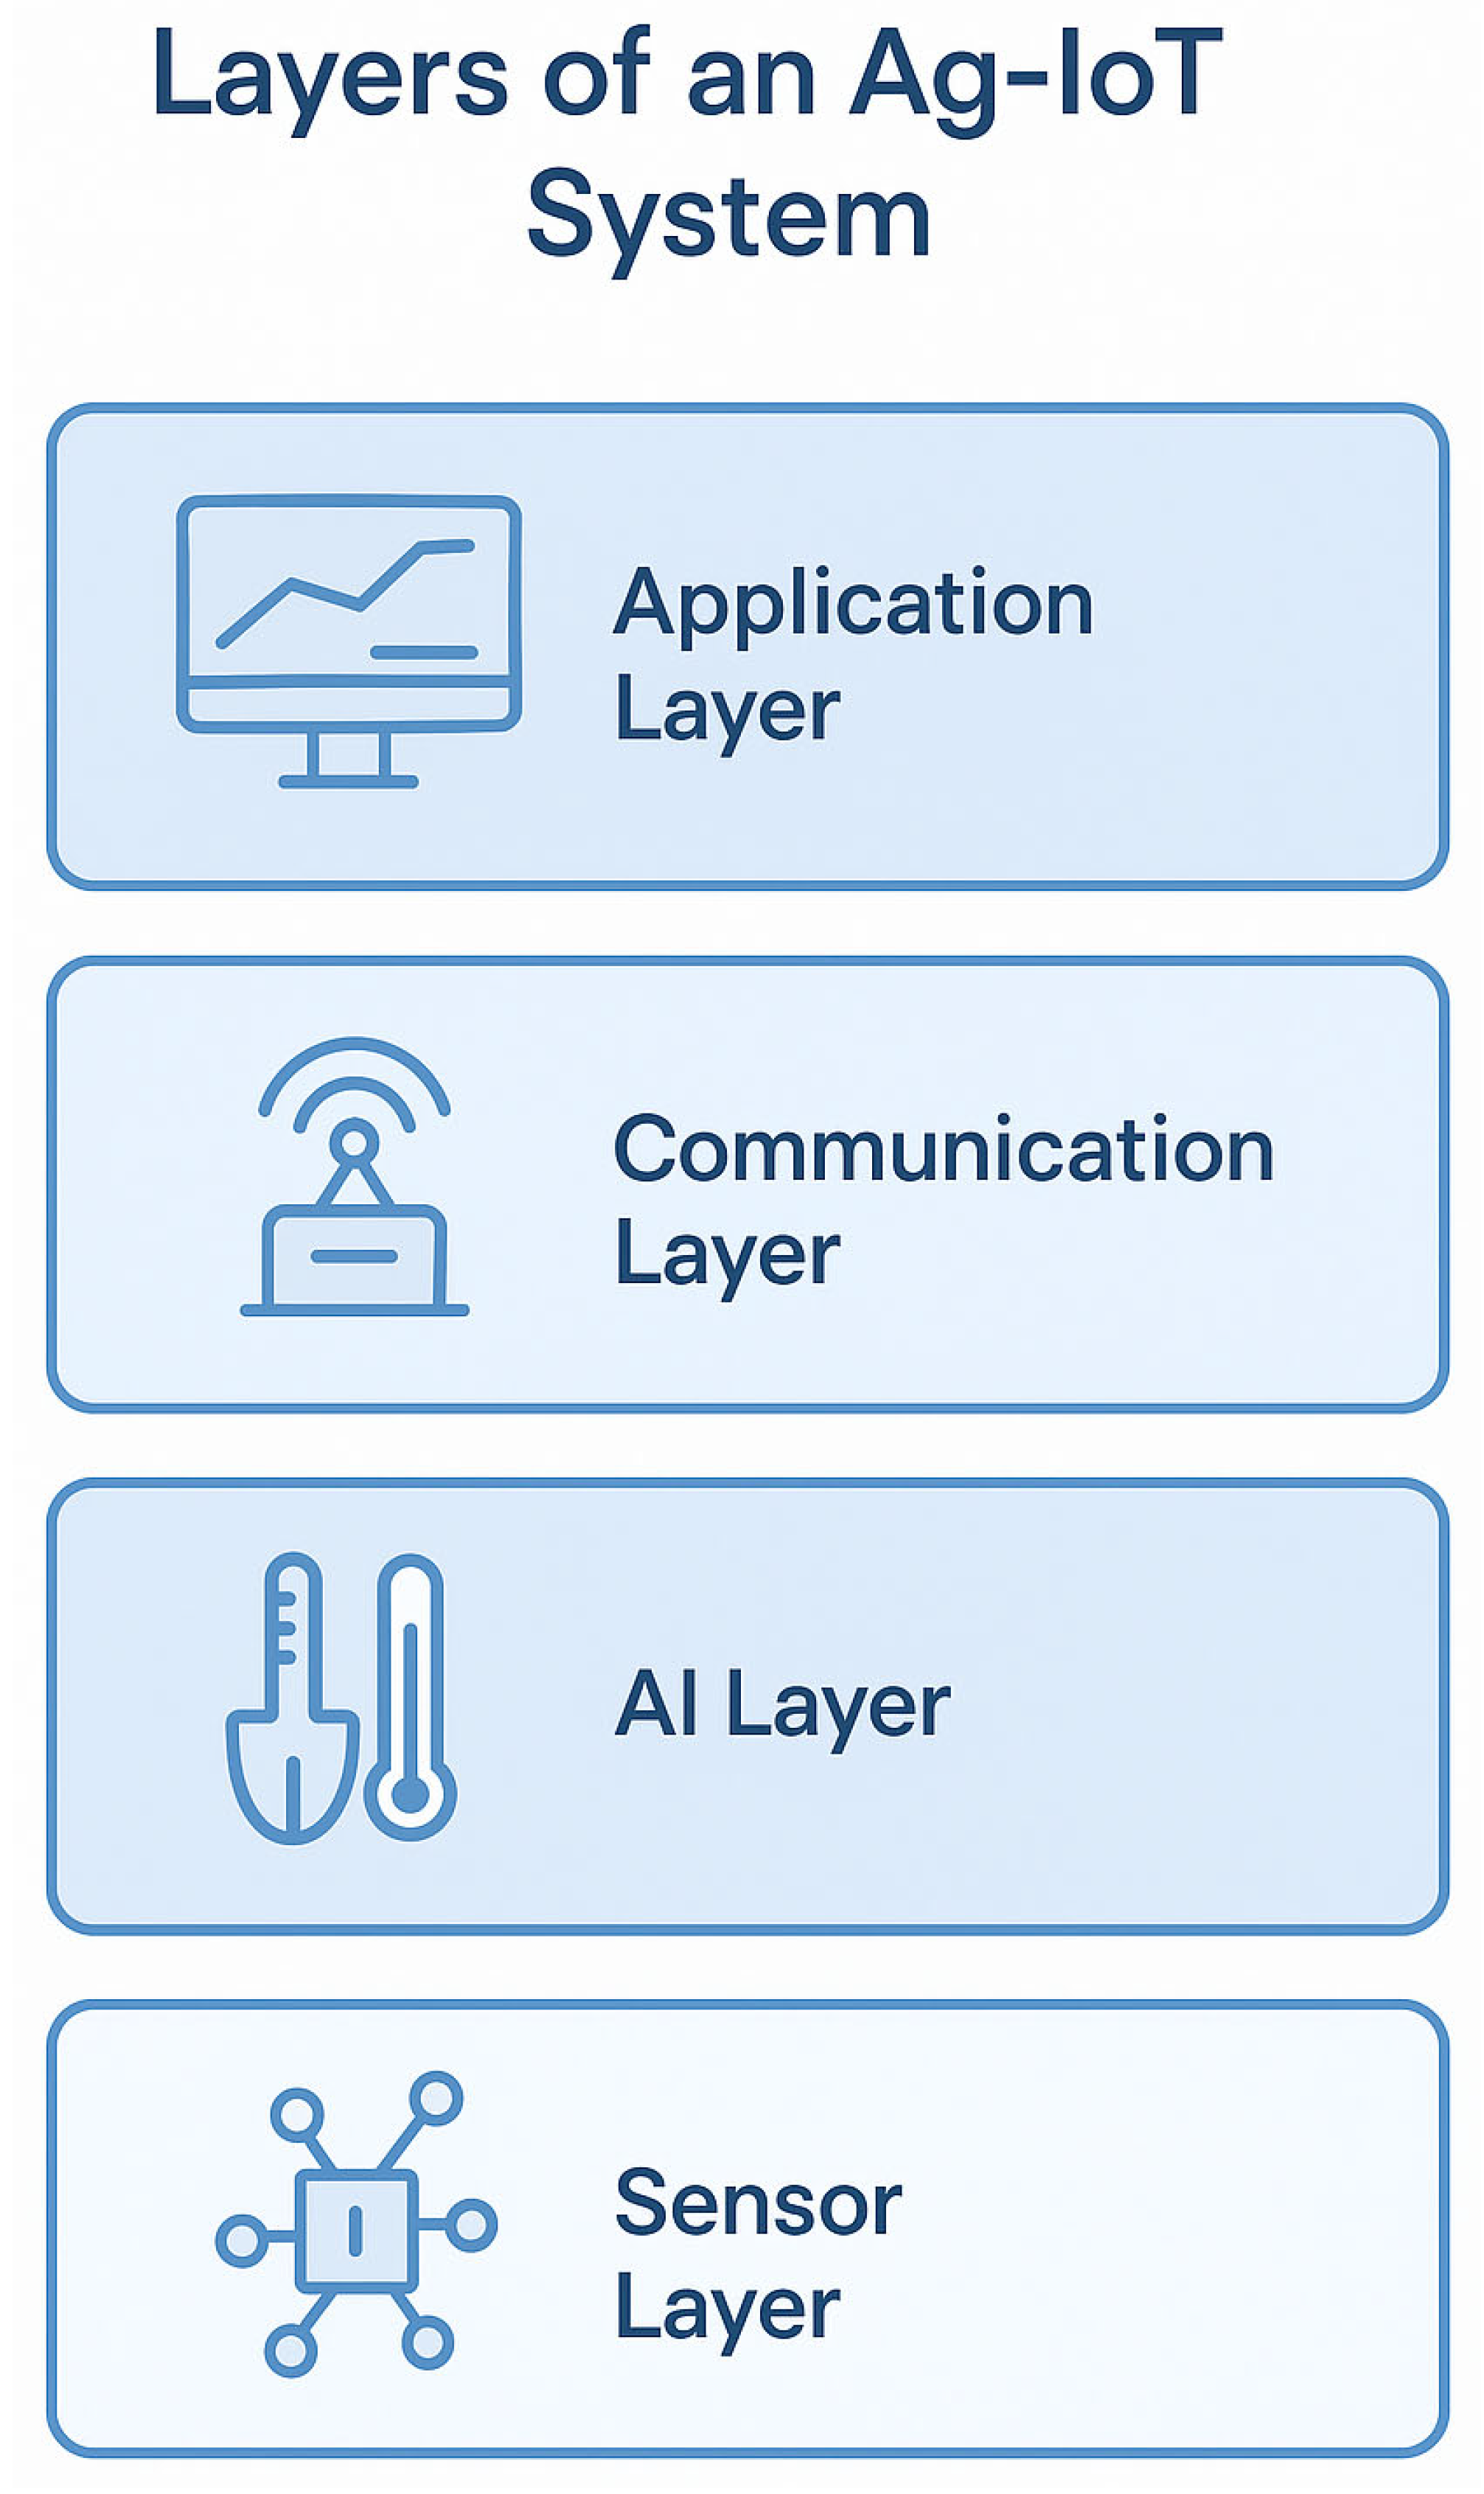 Layers of an Ag-IoT
System
Application
Layer
Communication
Layer
AI Layer
Sensor
Layer